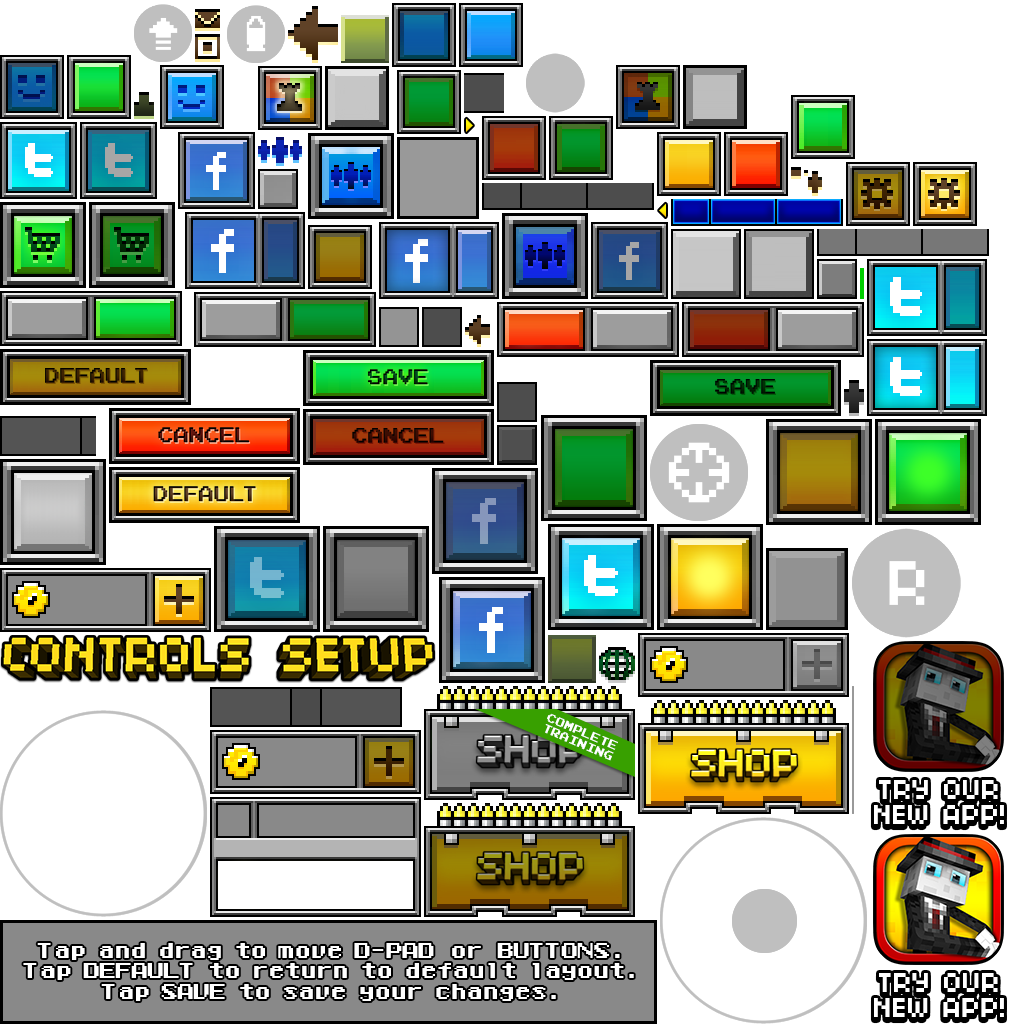 t
t
f
f
f
f
t
DEFAULT
SAVE
SAVE
t
CANCEL
CANCEL
DEFAULT
f
t
t
R
f
CONTROLS SETUP
COMPLETE
TRAINING
SHOP
SHOP
TRY OUR
NEW APP!
SHOP
Tap and drag to move D-PAD or BUTTONS.
Tap DEFAULT to return to default layout.
Tap SAVE to save your changes.
TRY OUR
NEW APP!